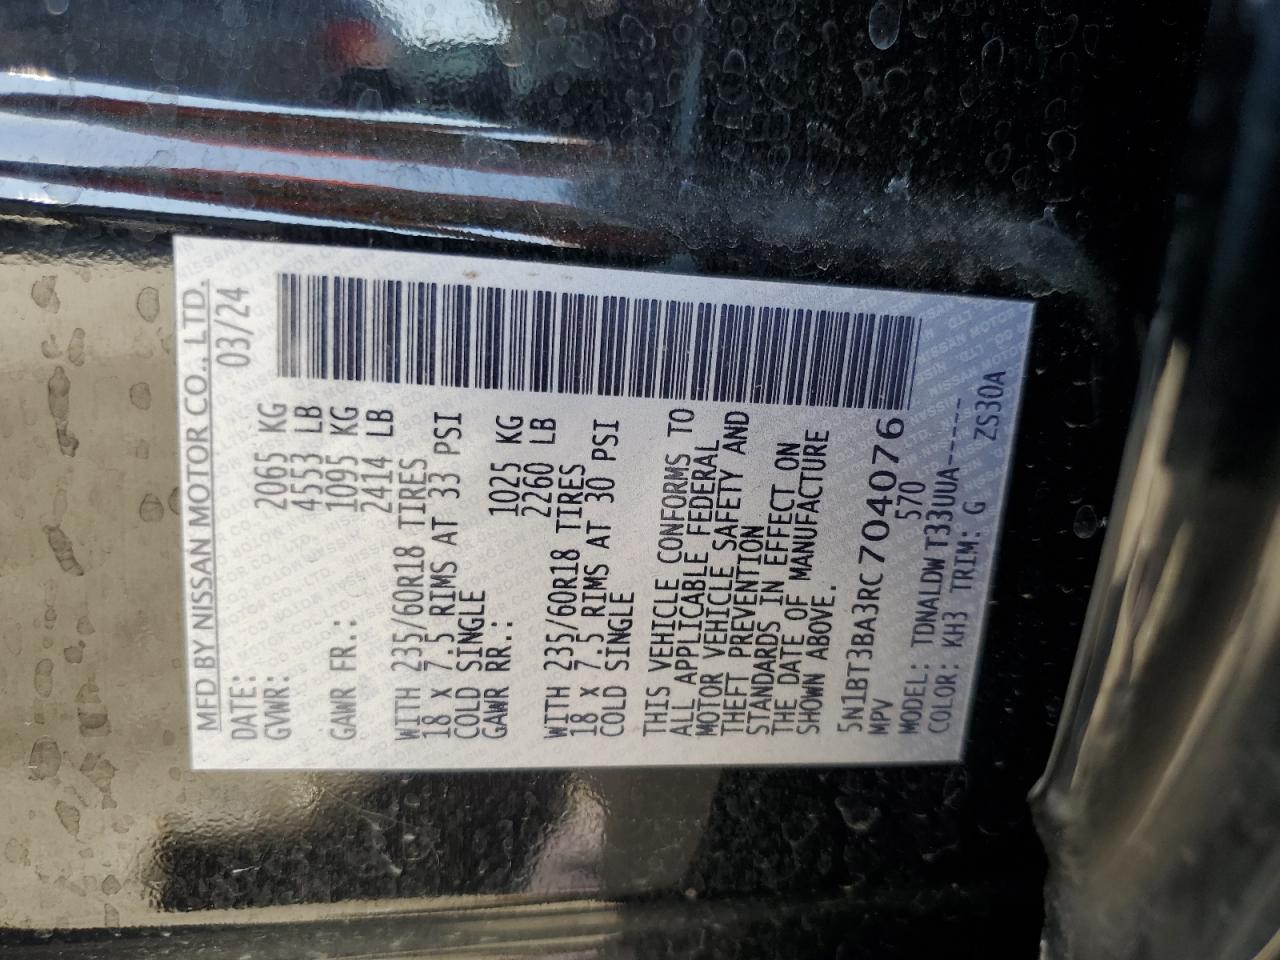 MFD BY NISSAN MOTOR CO., LTD.
DATE: 03/24
GVWR: 2065 KG
4553 LB
GAWR FR.: 1095 KG
2414 LB
WITH 235/60R18 TIRES
18 X 7.5 RIMS AT 33 PSI
COLD SINGLE
GAWR RR.: 1025 KG
2260 LB
WITH 235/60R18 TIRES
18 X 7.5 RIMS AT 30 PSI
COLD SINGLE
THIS VEHICLE CONFORMS TO
ALL APPLICABLE FEDERAL
MOTOR VEHICLE SAFETY AND
THEFT PREVENTION
STANDARDS IN EFFECT ON
THE DATE OF MANUFACTURE
SHOWN ABOVE.
5N1BT3BA3RC704076
MPV 570
MODEL: TDNALDWT33UUA-----
COLOR: KH3 TRIM: G ZS30A